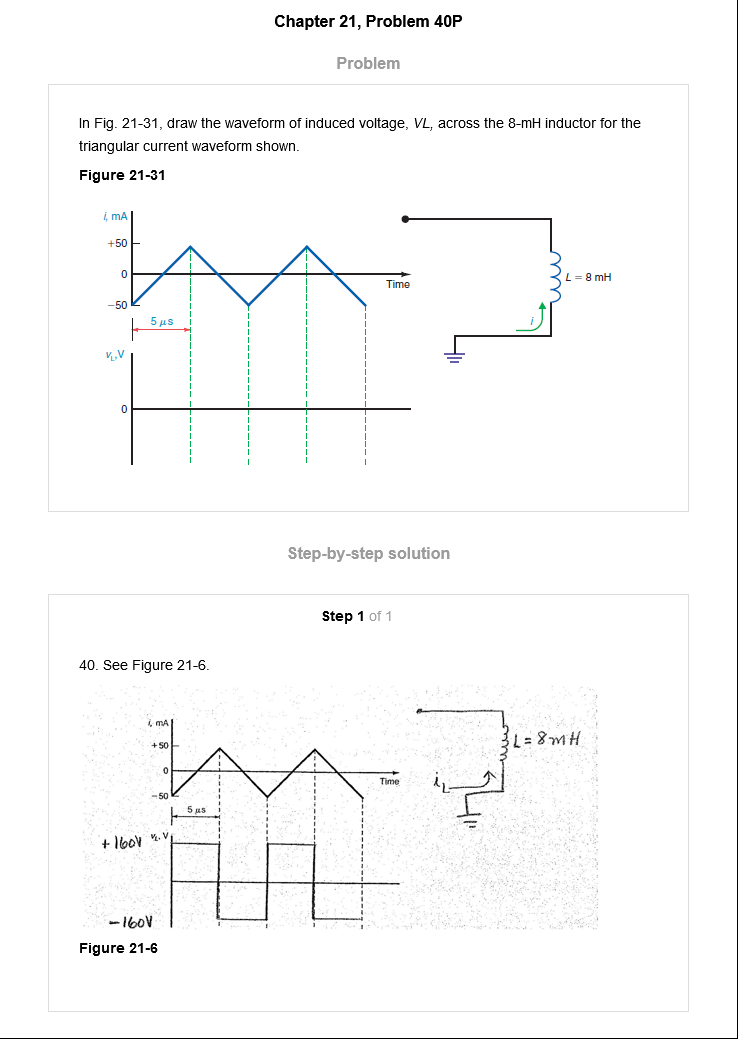 Chapter 21, Problem 40P
Problem
In Fig. 21-31, draw the waveform of induced voltage, VL, across the 8-mH inductor for the
triangular current waveform shown.
Figure 21-31
i, mA
+50
0
Time
L = 8 mH
−50
5 μs
i
vL, V
0
Step-by-step solution
Step 1 of 1
40. See Figure 21-6.
i, mA
+50
L = 8mH
0
Time
iL
−50
5 μs
+160V
vL, V
−160V
Figure 21-6